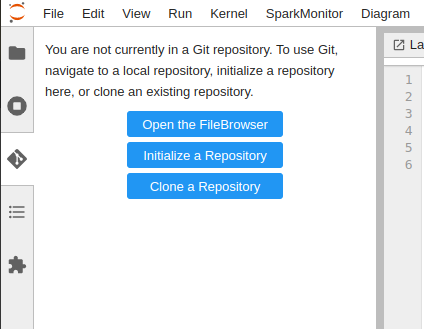 File Edit View Run Kernel SparkMonitor Diagram
You are not currently in a Git repository. To use Git,
navigate to a local repository, initialize a repository
here, or clone an existing repository.
Open the FileBrowser
Initialize a Repository
Clone a Repository
La
1
2
3
4
5
6